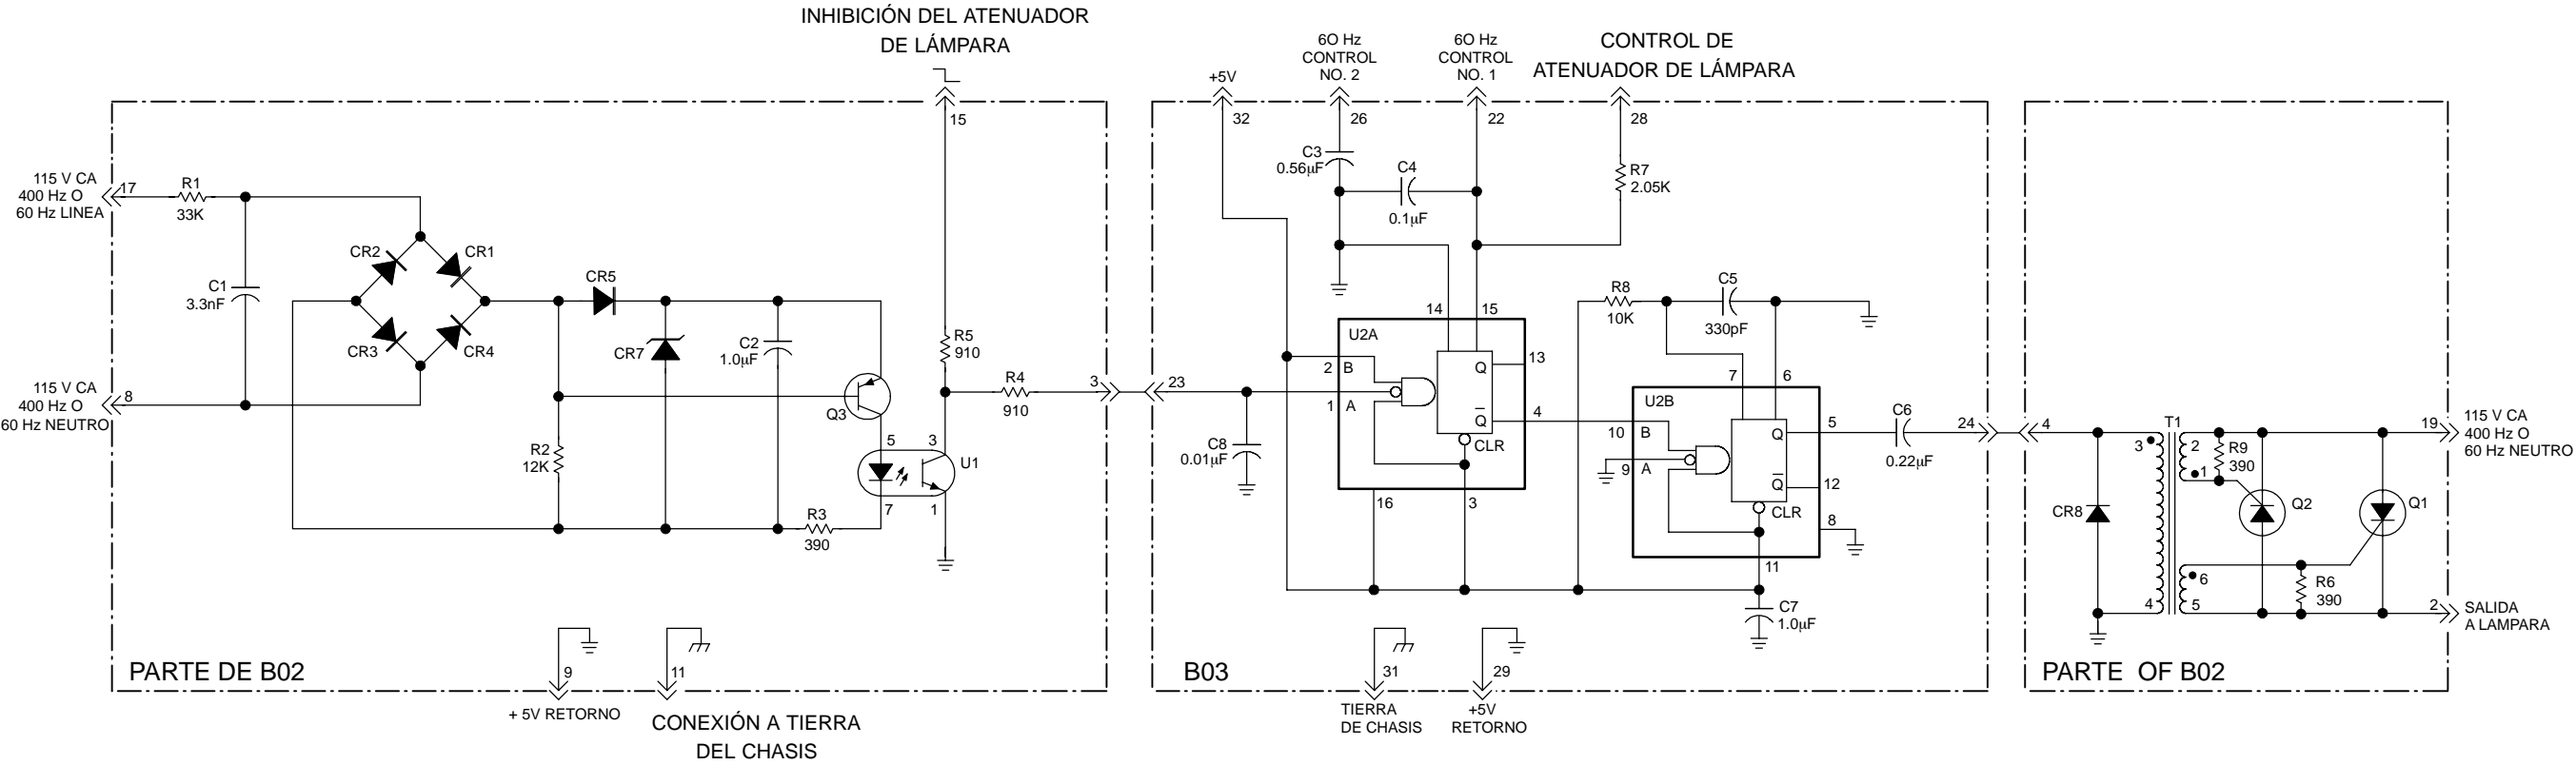 INHIBICIÓN DEL ATENUADOR
DE LÁMPARA
15
115 V CA
400 Hz O
60 Hz LINEA
17
R1
33K
C1
3.3nF
CR2
CR1
CR3
CR4
115 V CA
400 Hz O
60 Hz NEUTRO
8
CR5
CR7
C2
1.0µF
R2
12K
Q3
R3
390
5
3
7
1
U1
R5
910
R4
910
3
9
11
+ 5V RETORNO
CONEXIÓN A TIERRA
DEL CHASIS
PARTE DE B02
+5V
32
6O Hz
CONTROL
NO. 2
26
6O Hz
CONTROL
NO. 1
22
CONTROL DE
ATENUADOR DE LÁMPARA
28
C3
0.56µF
C4
0.1µF
R7
2.05K
23
C8
0.01µF
14
15
U2A
2
B
1
A
Q
13
Q
4
CLR
16
3
R8
10K
C5
330pF
7
6
U2B
10
B
9
A
Q
5
Q
12
CLR
8
11
C7
1.0µF
C6
0.22µF
24
31
29
TIERRA
DE CHASIS
+5V
RETORNO
B03
4
CR8
T1
3
2
1
4
6
5
R9
390
Q2
Q1
R6
390
19
115 V CA
400 Hz O
60 Hz NEUTRO
2
SALIDA
A LAMPARA
PARTE OF B02